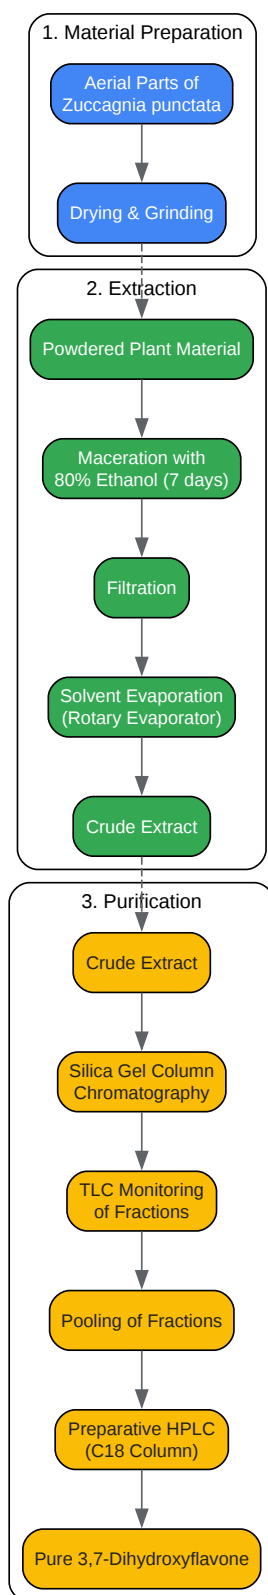 1. Material Preparation
Aerial Parts of
Zuccagnia punctata
Drying & Grinding
2. Extraction
Powdered Plant Material
Maceration with
80% Ethanol (7 days)
Filtration
Solvent Evaporation
(Rotary Evaporator)
Crude Extract
3. Purification
Crude Extract
Silica Gel Column
Chromatography
TLC Monitoring
of Fractions
Pooling of Fractions
Preparative HPLC
(C18 Column)
Pure 3,7-Dihydroxyflavone